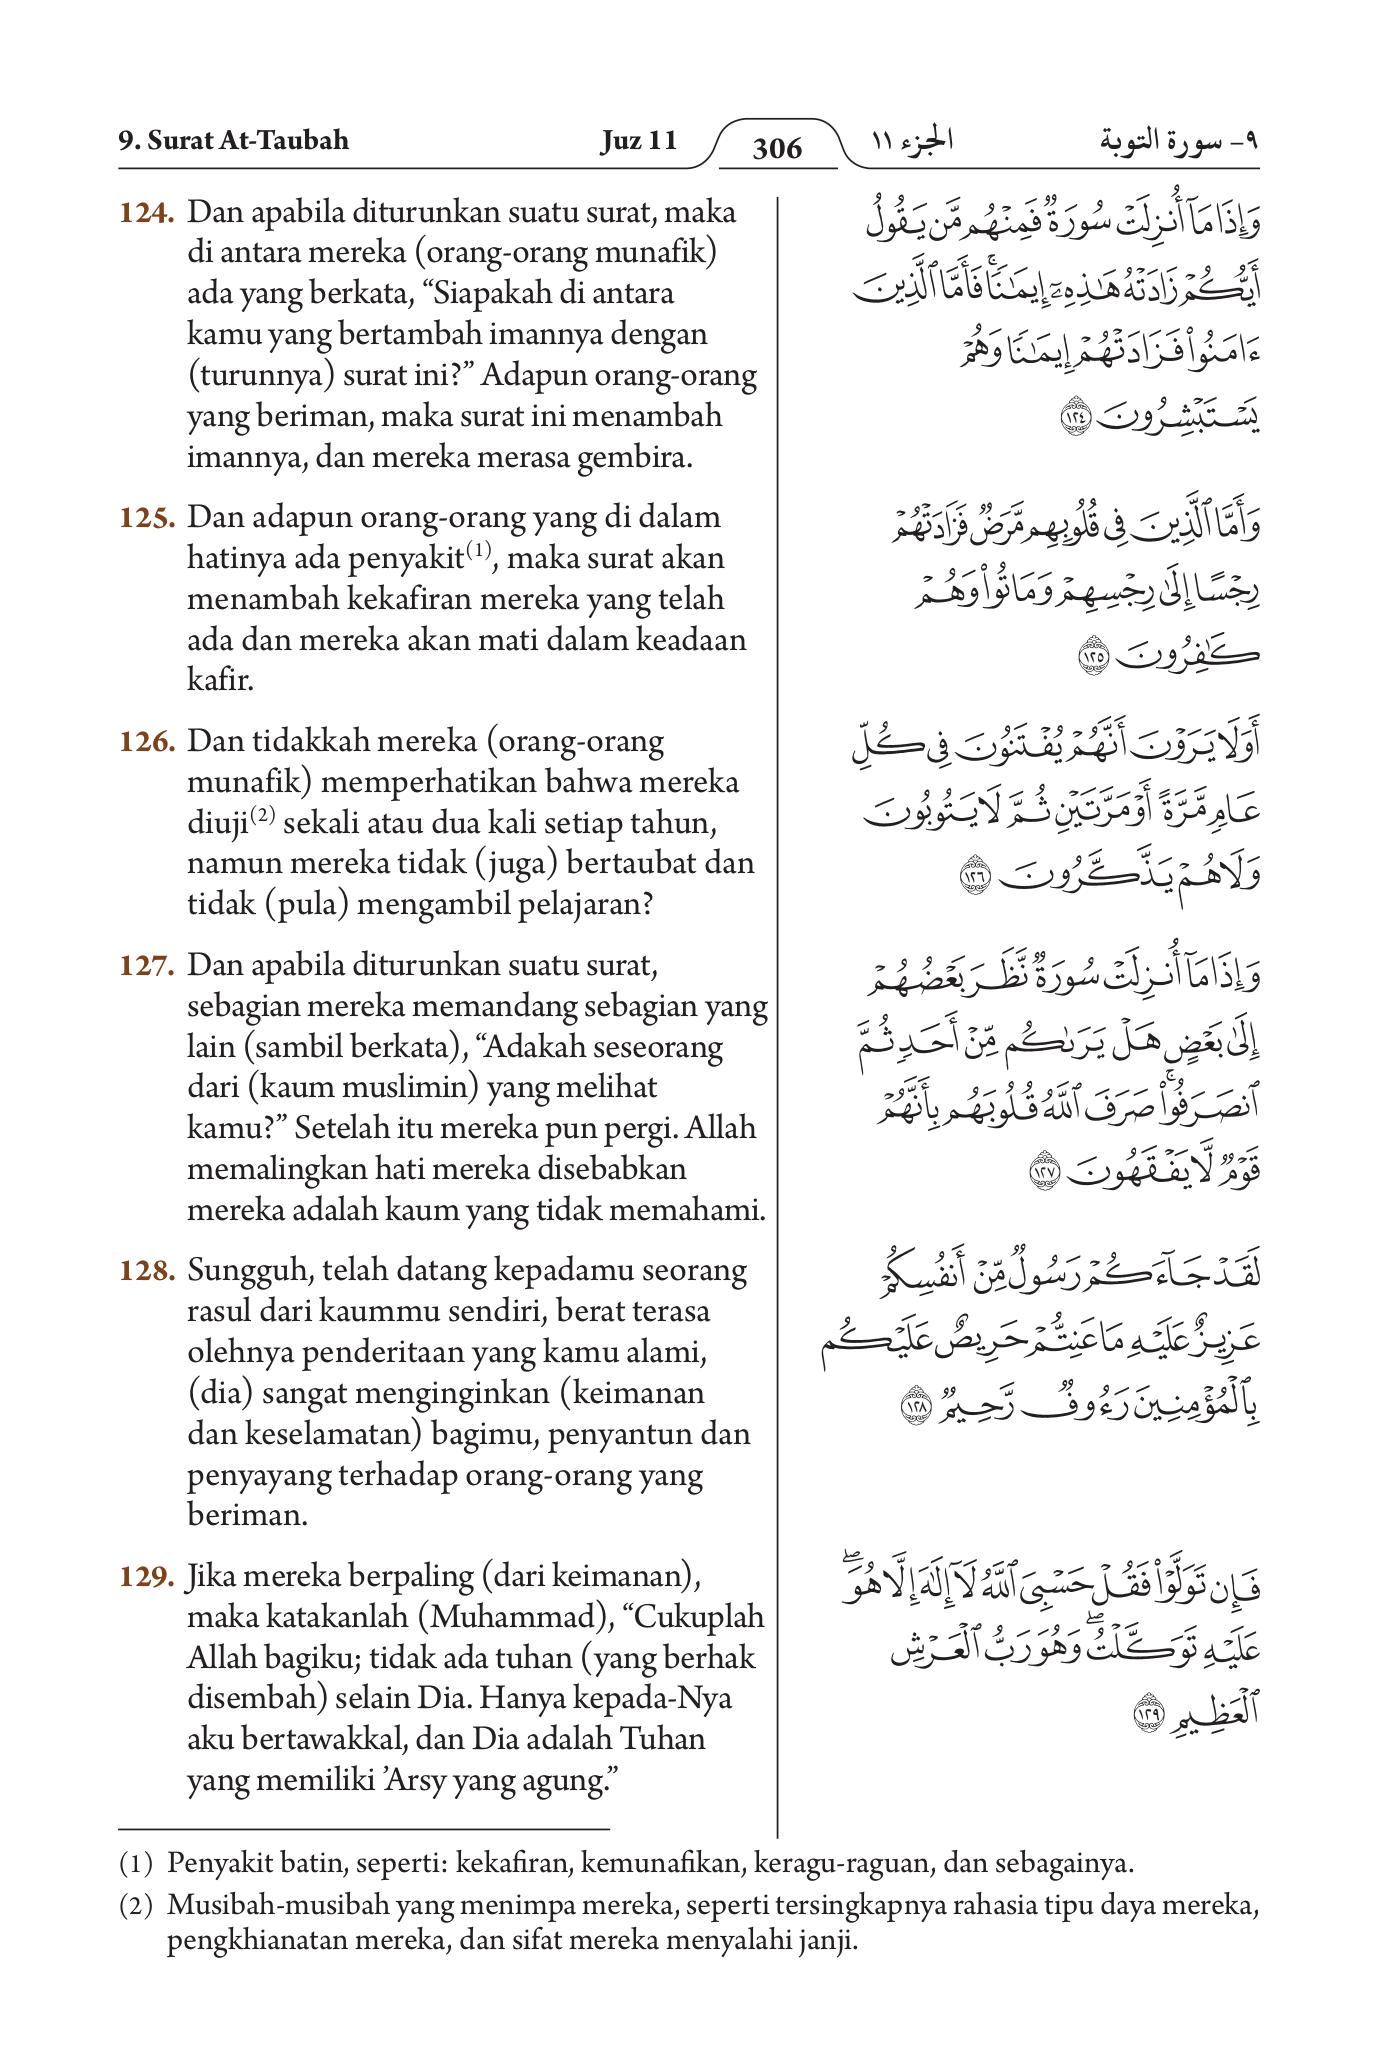 9. Surat At-Taubah Juz 11 306 الجزء ١١ ٩- سورة التوبة
124. Dan apabila diturunkan suatu surat, maka
di antara mereka (orang-orang munafik)
ada yang berkata, “Siapakah di antara
kamu yang bertambah imannya dengan
(turunnya) surat ini?” Adapun orang-orang
yang beriman, maka surat ini menambah
imannya, dan mereka merasa gembira.
وَإِذَا مَآ أُنزِلَتْ سُورَةٌ فَمِنْهُم مَّن يَقُولُ
أَيُّكُمْ زَادَتْهُ هَٰذِهِۦٓ إِيمَٰنًا ۚ فَأَمَّا ٱلَّذِينَ
ءَامَنُوا۟ فَزَادَتْهُمْ إِيمَٰنًا وَهُمْ
يَسْتَبْشِرُونَ ١٢٤
125. Dan adapun orang-orang yang di dalam
hatinya ada penyakit(1), maka surat akan
menambah kekafiran mereka yang telah
ada dan mereka akan mati dalam keadaan
kafir.
وَأَمَّا ٱلَّذِينَ فِى قُلُوبِهِم مَّرَضٌ فَزَادَتْهُمْ
رِجْسًا إِلَىٰ رِجْسِهِمْ وَمَاتُوا۟ وَهُمْ
كَٰفِرُونَ ١٢٥
126. Dan tidakkah mereka (orang-orang
munafik) memperhatikan bahwa mereka
diuji(2) sekali atau dua kali setiap tahun,
namun mereka tidak (juga) bertaubat dan
tidak (pula) mengambil pelajaran?
أَوَلَا يَرَوْنَ أَنَّهُمْ يُفْتَنُونَ فِى كُلِّ
عَامٍ مَّرَّةً أَوْ مَرَّتَيْنِ ثُمَّ لَا يَتُوبُونَ
وَلَا هُمْ يَذَّكَّرُونَ ١٢٦
127. Dan apabila diturunkan suatu surat,
sebagian mereka memandang sebagian yang
lain (sambil berkata), “Adakah seseorang
dari (kaum muslimin) yang melihat
kamu?” Setelah itu mereka pun pergi. Allah
memalingkan hati mereka disebabkan
mereka adalah kaum yang tidak memahami.
وَإِذَا مَآ أُنزِلَتْ سُورَةٌ نَّظَرَ بَعْضُهُمْ
إِلَىٰ بَعْضٍ هَلْ يَرَىٰكُم مِّنْ أَحَدٍ ثُمَّ
ٱنصَرَفُوا۟ ۚ صَرَفَ ٱللَّهُ قُلُوبَهُم بِأَنَّهُمْ
قَوْمٌ لَّا يَفْقَهُونَ ١٢٧
128. Sungguh, telah datang kepadamu seorang
rasul dari kaummu sendiri, berat terasa
olehnya penderitaan yang kamu alami,
(dia) sangat menginginkan (keimanan
dan keselamatan) bagimu, penyantun dan
penyayang terhadap orang-orang yang
beriman.
لَقَدْ جَآءَكُمْ رَسُولٌ مِّنْ أَنفُسِكُمْ
عَزِيزٌ عَلَيْهِ مَا عَنِتُّمْ حَرِيصٌ عَلَيْكُم
بِٱلْمُؤْمِنِينَ رَءُوفٌ رَّحِيمٌ ١٢٨
129. Jika mereka berpaling (dari keimanan),
maka katakanlah (Muhammad), “Cukuplah
Allah bagiku; tidak ada tuhan (yang berhak
disembah) selain Dia. Hanya kepada-Nya
aku bertawakkal, dan Dia adalah Tuhan
yang memiliki ’Arsy yang agung.”
فَإِن تَوَلَّوْا۟ فَقُلْ حَسْبِىَ ٱللَّهُ لَآ إِلَٰهَ إِلَّا هُوَ ۖ
عَلَيْهِ تَوَكَّلْتُ ۖ وَهُوَ رَبُّ ٱلْعَرْشِ
ٱلْعَظِيمِ ١٢٩
(1) Penyakit batin, seperti: kekafiran, kemunafikan, keragu-raguan, dan sebagainya.
(2) Musibah-musibah yang menimpa mereka, seperti tersingkapnya rahasia tipu daya mereka,
pengkhianatan mereka, dan sifat mereka menyalahi janji.